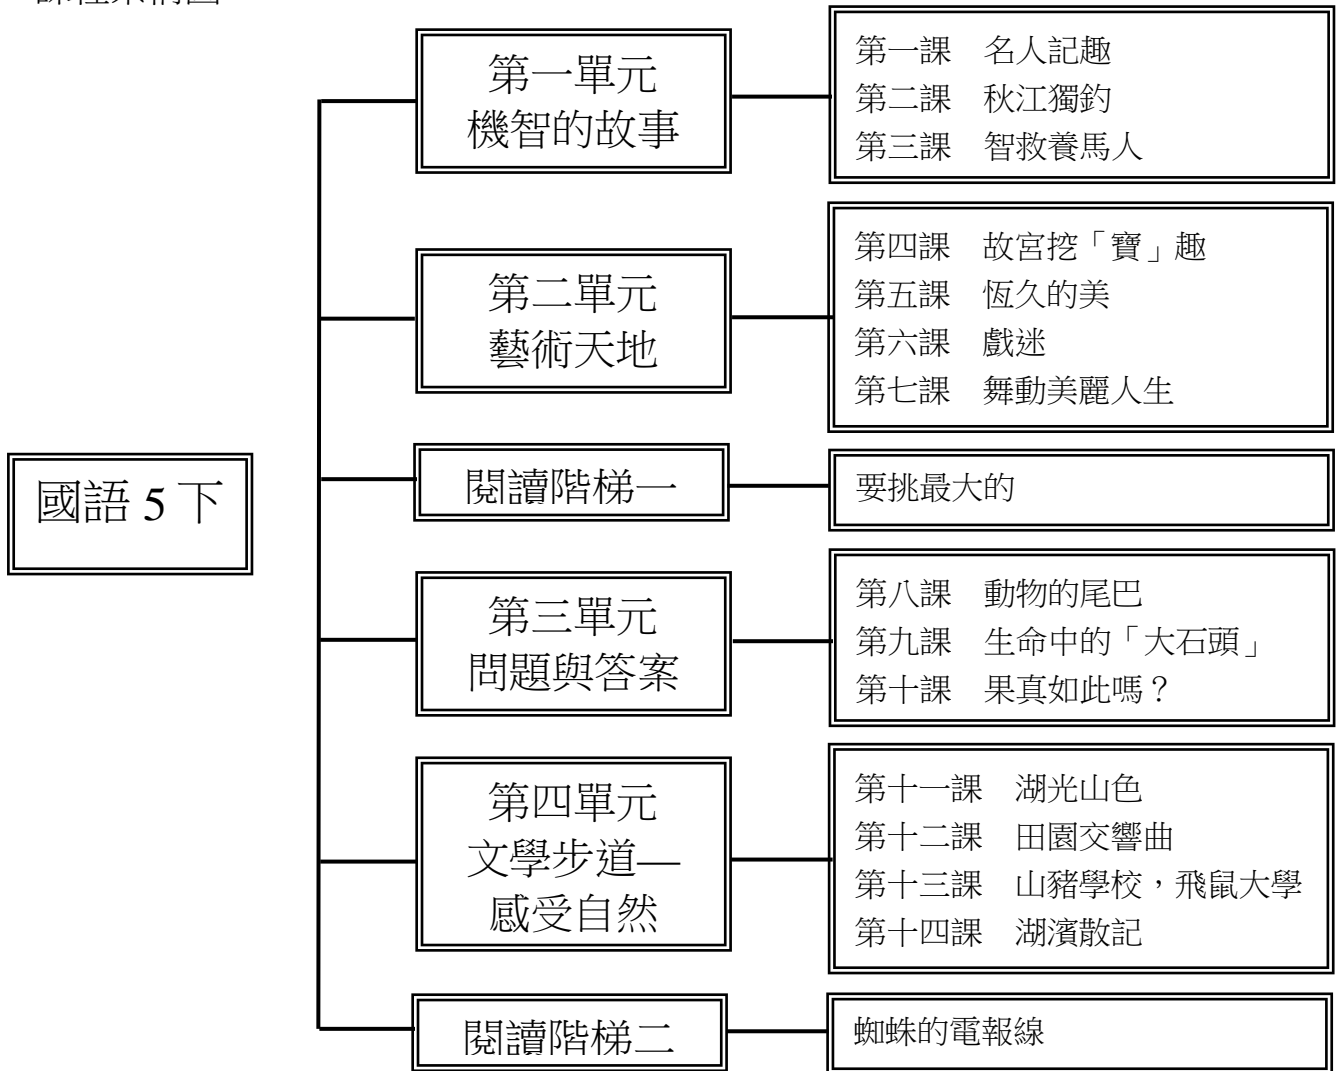 第一單元
機智的故事
第一課　名人記趣
第二課　秋江獨釣
第三課　智救養馬人
第二單元
藝術天地
第四課　故宮挖「寶」趣
第五課　恆久的美
第六課　戲迷
第七課　舞動美麗人生
國語 5 下
閱讀階梯一
要挑最大的
第三單元
問題與答案
第八課　動物的尾巴
第九課　生命中的「大石頭」
第十課　果真如此嗎？
第四單元
文學步道—
感受自然
第十一課　湖光山色
第十二課　田園交響曲
第十三課　山豬學校，飛鼠大學
第十四課　湖濱散記
閱讀階梯二
蜘蛛的電報線